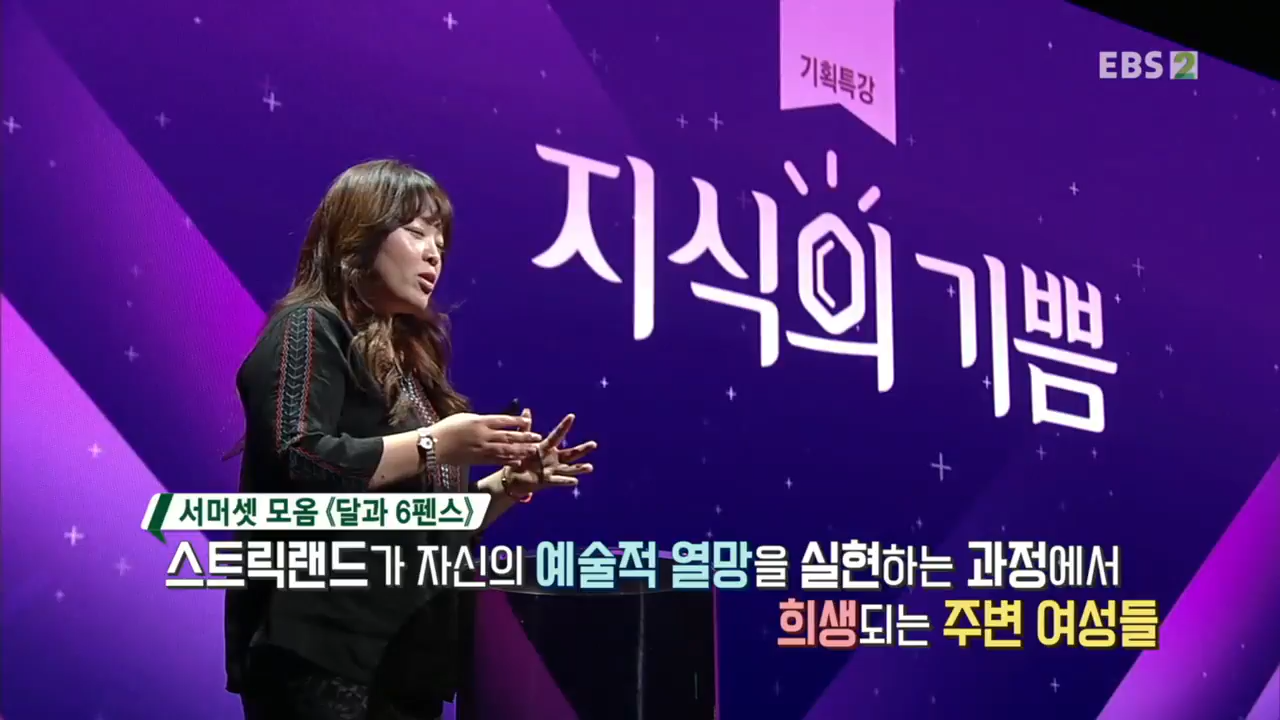 EBS 2
기획특강
지식의 기쁨
서머셋 모옴 《달과 6펜스》
스트릭랜드가 자신의 예술적 열망을 실현하는 과정에서
희생되는 주변 여성들